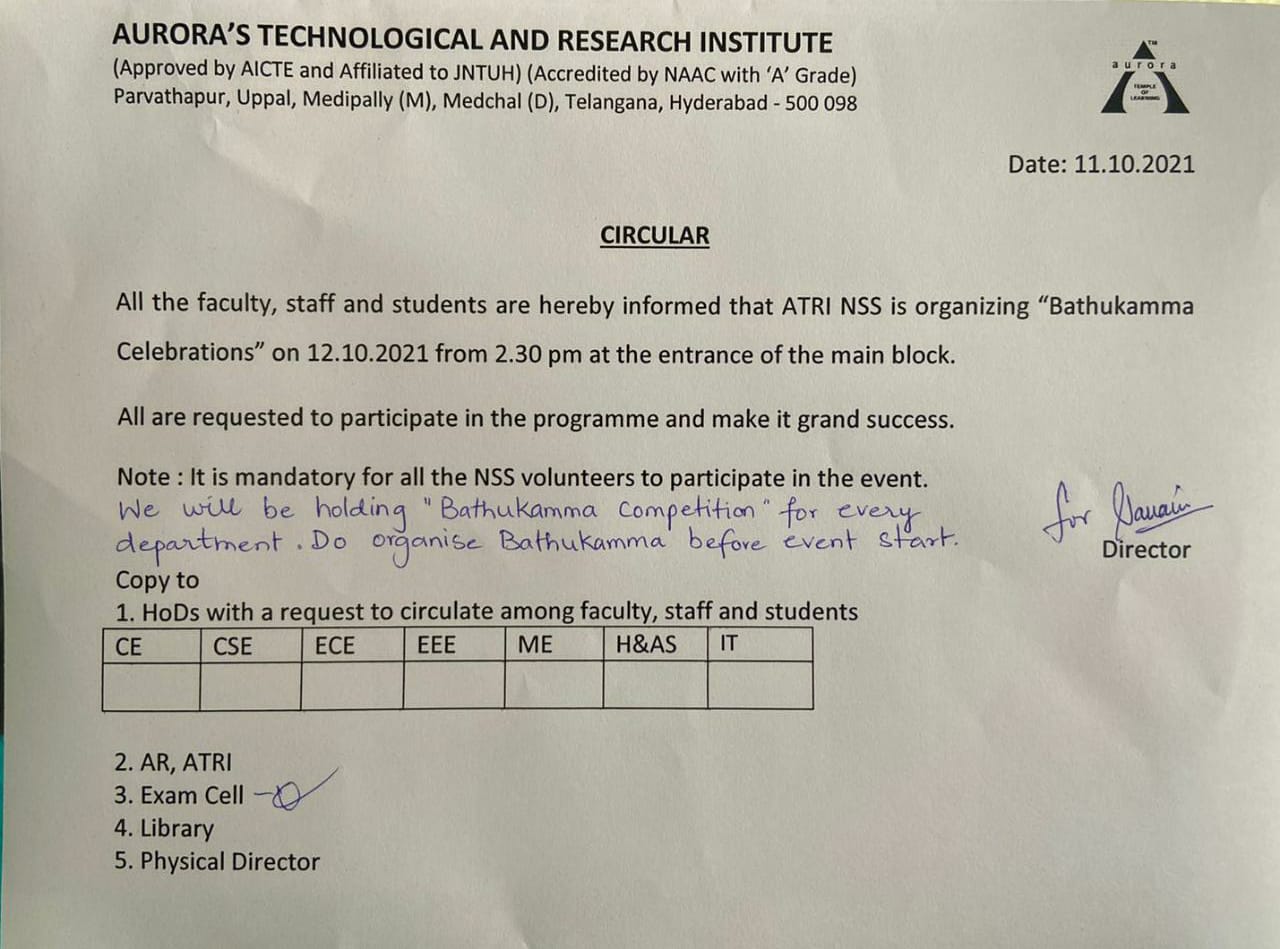 AURORA'S TECHNOLOGICAL AND RESEARCH INSTITUTE
(Approved by AICTE and Affiliated to JNTUH) (Accredited by NAAC with 'A' Grade)
Parvathapur, Uppal, Medipally (M), Medchal (D), Telangana, Hyderabad - 500 098
TM
aurora
TEMPLE
OF
LEARNING
Date: 11.10.2021
CIRCULAR
All the faculty, staff and students are hereby informed that ATRI NSS is organizing “Bathukamma
Celebrations” on 12.10.2021 from 2.30 pm at the entrance of the main block.
All are requested to participate in the programme and make it grand success.
Note : It is mandatory for all the NSS volunteers to participate in the event.
We will be holding "Bathukamma Competition" for every
department. Do organise Bathukamma before event start.
for
Director
Copy to
1. HoDs with a request to circulate among faculty, staff and students
CE CSE ECE EEE ME H&AS IT
2. AR, ATRI
3. Exam Cell
4. Library
5. Physical Director